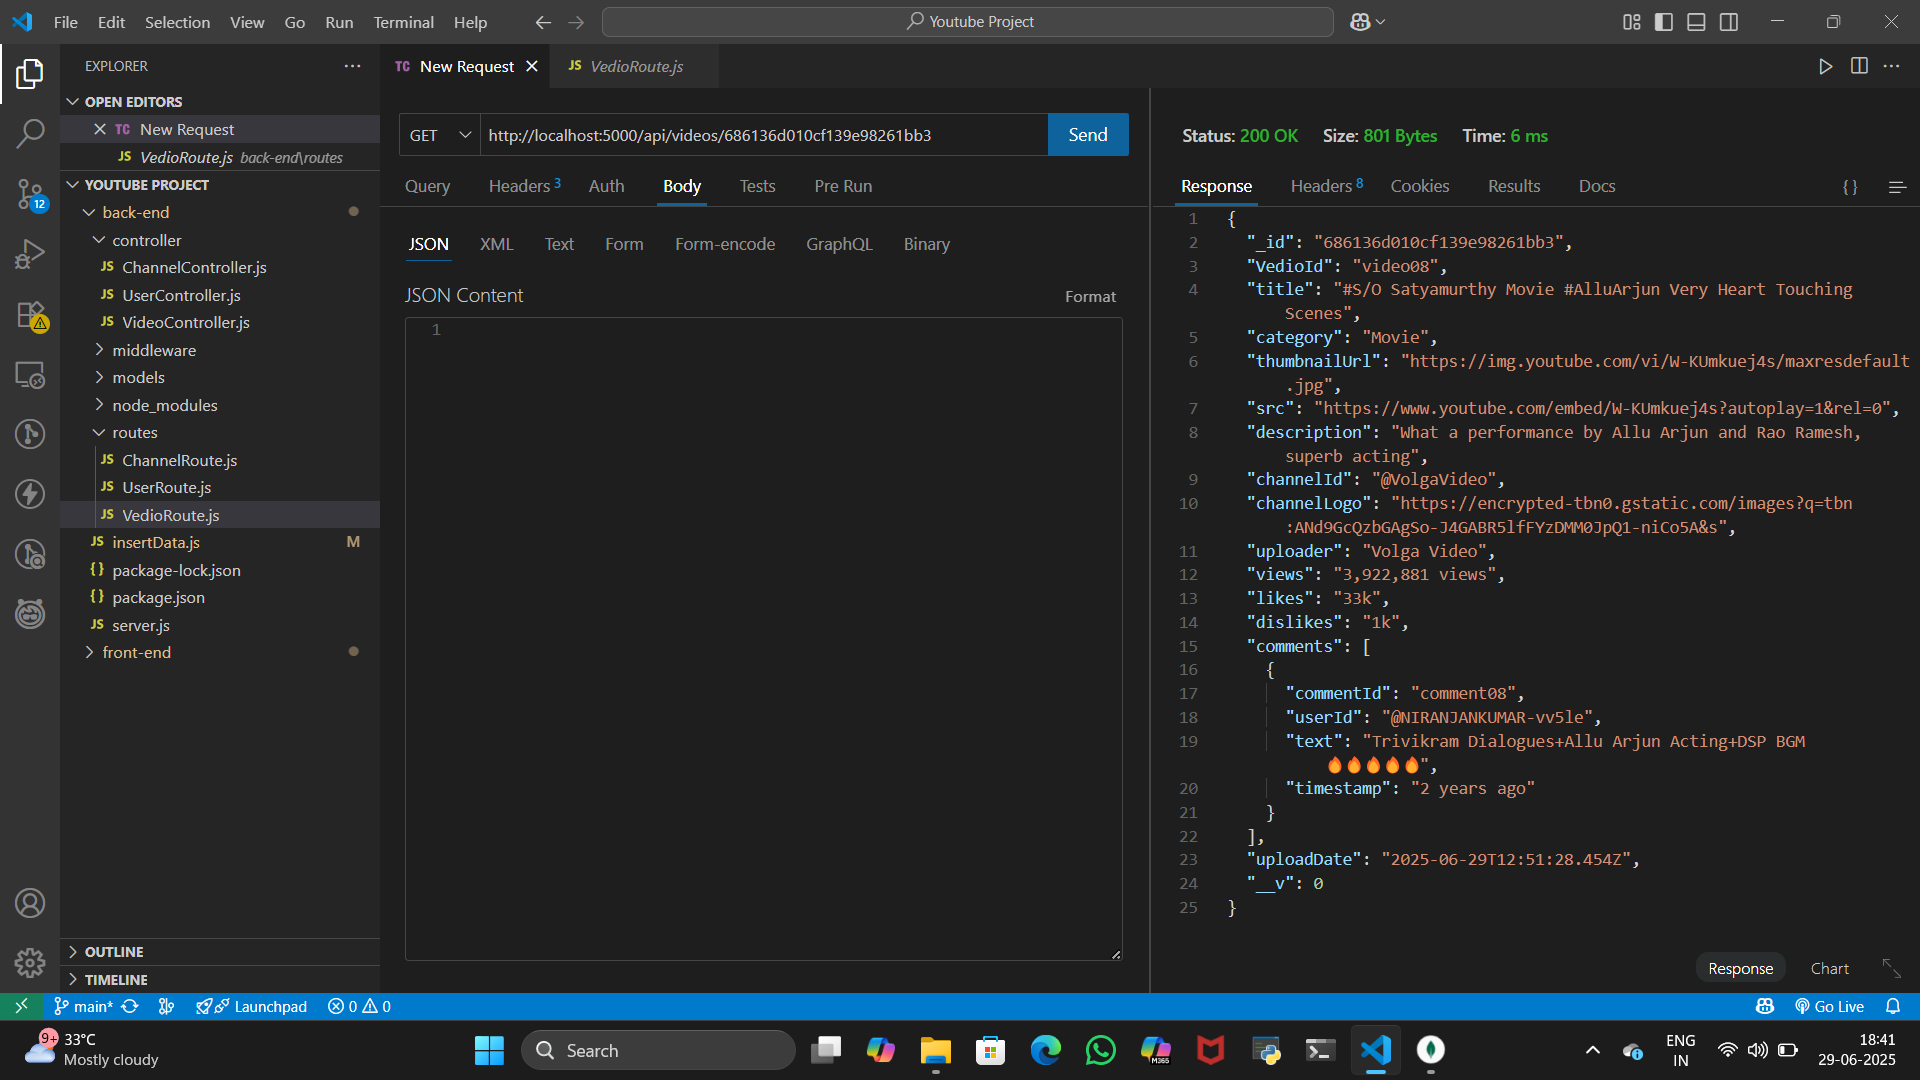 File Edit Selection View Go Run Terminal Help
Youtube Project
EXPLORER
OPEN EDITORS
TC New Request
JS VedioRoute.js back-end\routes
YOUTUBE PROJECT
back-end
controller
JS ChannelController.js
JS UserController.js
JS VideoController.js
middleware
models
node_modules
routes
JS ChannelRoute.js
JS UserRoute.js
JS VedioRoute.js
JS insertData.js M
{} package-lock.json
{} package.json
JS server.js
front-end
OUTLINE
TIMELINE
12
TC New Request
JS VedioRoute.js
GET http://localhost:5000/api/videos/686136d010cf139e98261bb3 Send
Query Headers 3 Auth Body Tests Pre Run
JSON XML Text Form Form-encode GraphQL Binary
JSON Content Format
1
Status: 200 OK Size: 801 Bytes Time: 6 ms
Response Headers 8 Cookies Results Docs {}
1 {
2 "_id": "686136d010cf139e98261bb3",
3 "VedioId": "video08",
4 "title": "#S/O Satyamurthy Movie #AlluArjun Very Heart Touching
Scenes",
5 "category": "Movie",
6 "thumbnailUrl": "https://img.youtube.com/vi/W-KUmkuej4s/maxresdefault
.jpg",
7 "src": "https://www.youtube.com/embed/W-KUmkuej4s?autoplay=1&rel=0",
8 "description": "What a performance by Allu Arjun and Rao Ramesh,
superb acting",
9 "channelId": "@VolgaVideo",
10 "channelLogo": "https://encrypted-tbn0.gstatic.com/images?q=tbn
:ANd9GcQzbGAgSo-J4GABR5lfFYzDMM0JpQ1-niCo5A&s",
11 "uploader": "Volga Video",
12 "views": "3,922,881 views",
13 "likes": "33k",
14 "dislikes": "1k",
15 "comments": [
16 {
17 "commentId": "comment08",
18 "userId": "@NIRANJANKUMAR-vv5le",
19 "text": "Trivikram Dialogues+Allu Arjun Acting+DSP BGM
🔥🔥🔥🔥🔥",
20 "timestamp": "2 years ago"
21 }
22 ],
23 "uploadDate": "2025-06-29T12:51:28.454Z",
24 "__v": 0
25 }
Response Chart
main* Launchpad 0 0 Go Live
9+ 33°C
Mostly cloudy
Search
M365
ENG
IN
18:41
29-06-2025